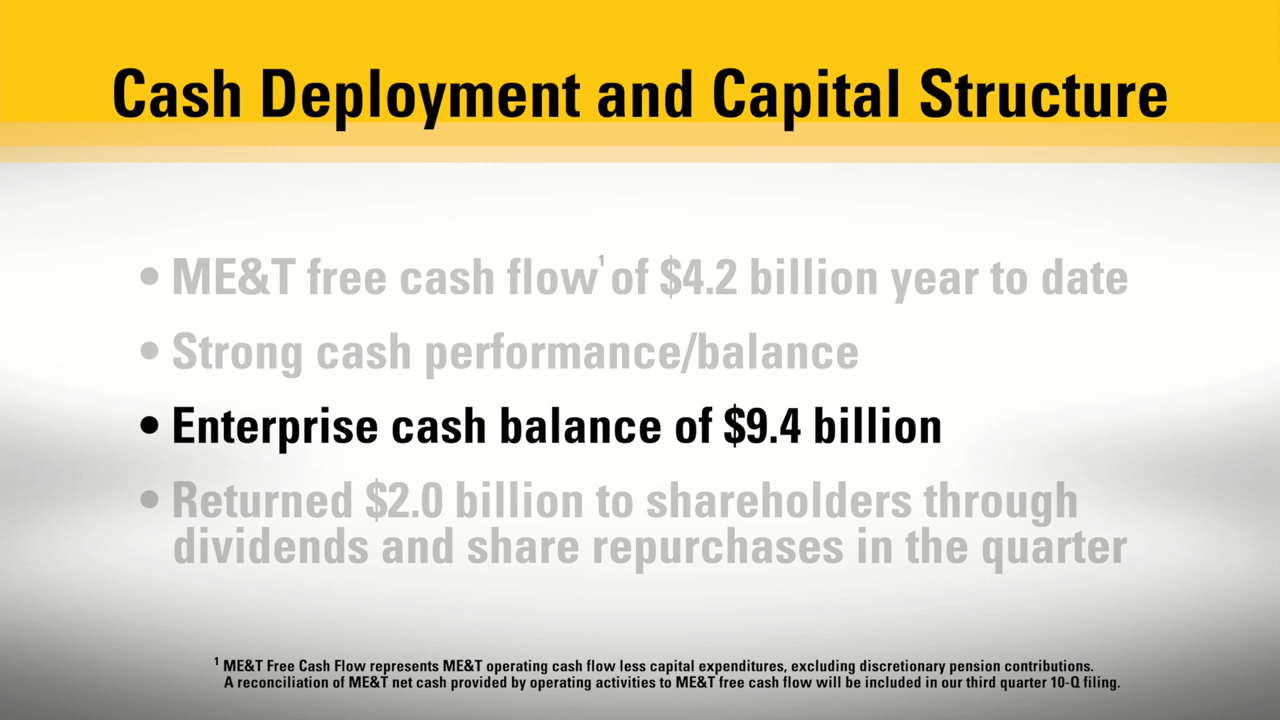 Cash Deployment and Capital Structure
• ME&T free cash flow¹ of $4.2 billion year to date
• Strong cash performance/balance
• Enterprise cash balance of $9.4 billion
• Returned $2.0 billion to shareholders through
dividends and share repurchases in the quarter
¹ ME&T Free Cash Flow represents ME&T operating cash flow less capital expenditures, excluding discretionary pension contributions.
A reconciliation of ME&T net cash provided by operating activities to ME&T free cash flow will be included in our third quarter 10-Q filing.